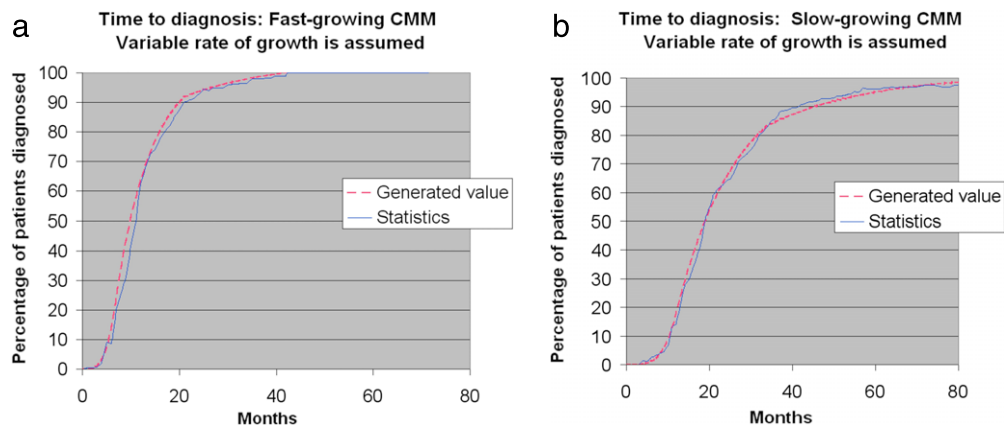 a
Time to diagnosis: Fast-growing CMM
Variable rate of growth is assumed
Percentage of patients diagnosed
100
90
80
70
60
50
40
30
20
10
0
0 20 40 60 80
Months
Generated value
Statistics
b
Time to diagnosis: Slow-growing CMM
Variable rate of growth is assumed
Percentage of patients diagnosed
100
90
80
70
60
50
40
30
20
10
0
0 20 40 60 80
Months
Generated value
Statistics